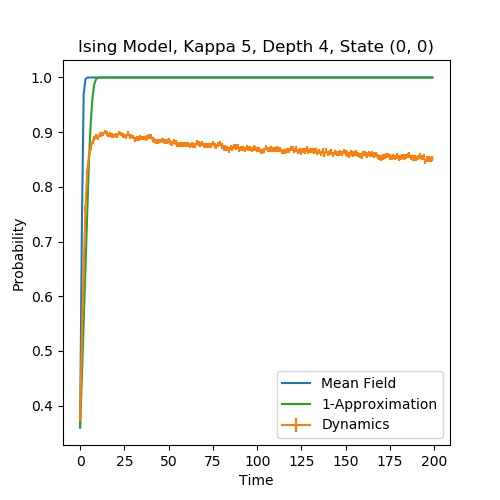 Ising Model, Kappa 5, Depth 4, State (0, 0)
1.0
0.9
0.8
0.7
0.6
0.5
0.4
Probability
Mean Field
1-Approximation
Dynamics
0 25 50 75 100 125 150 175 200
Time